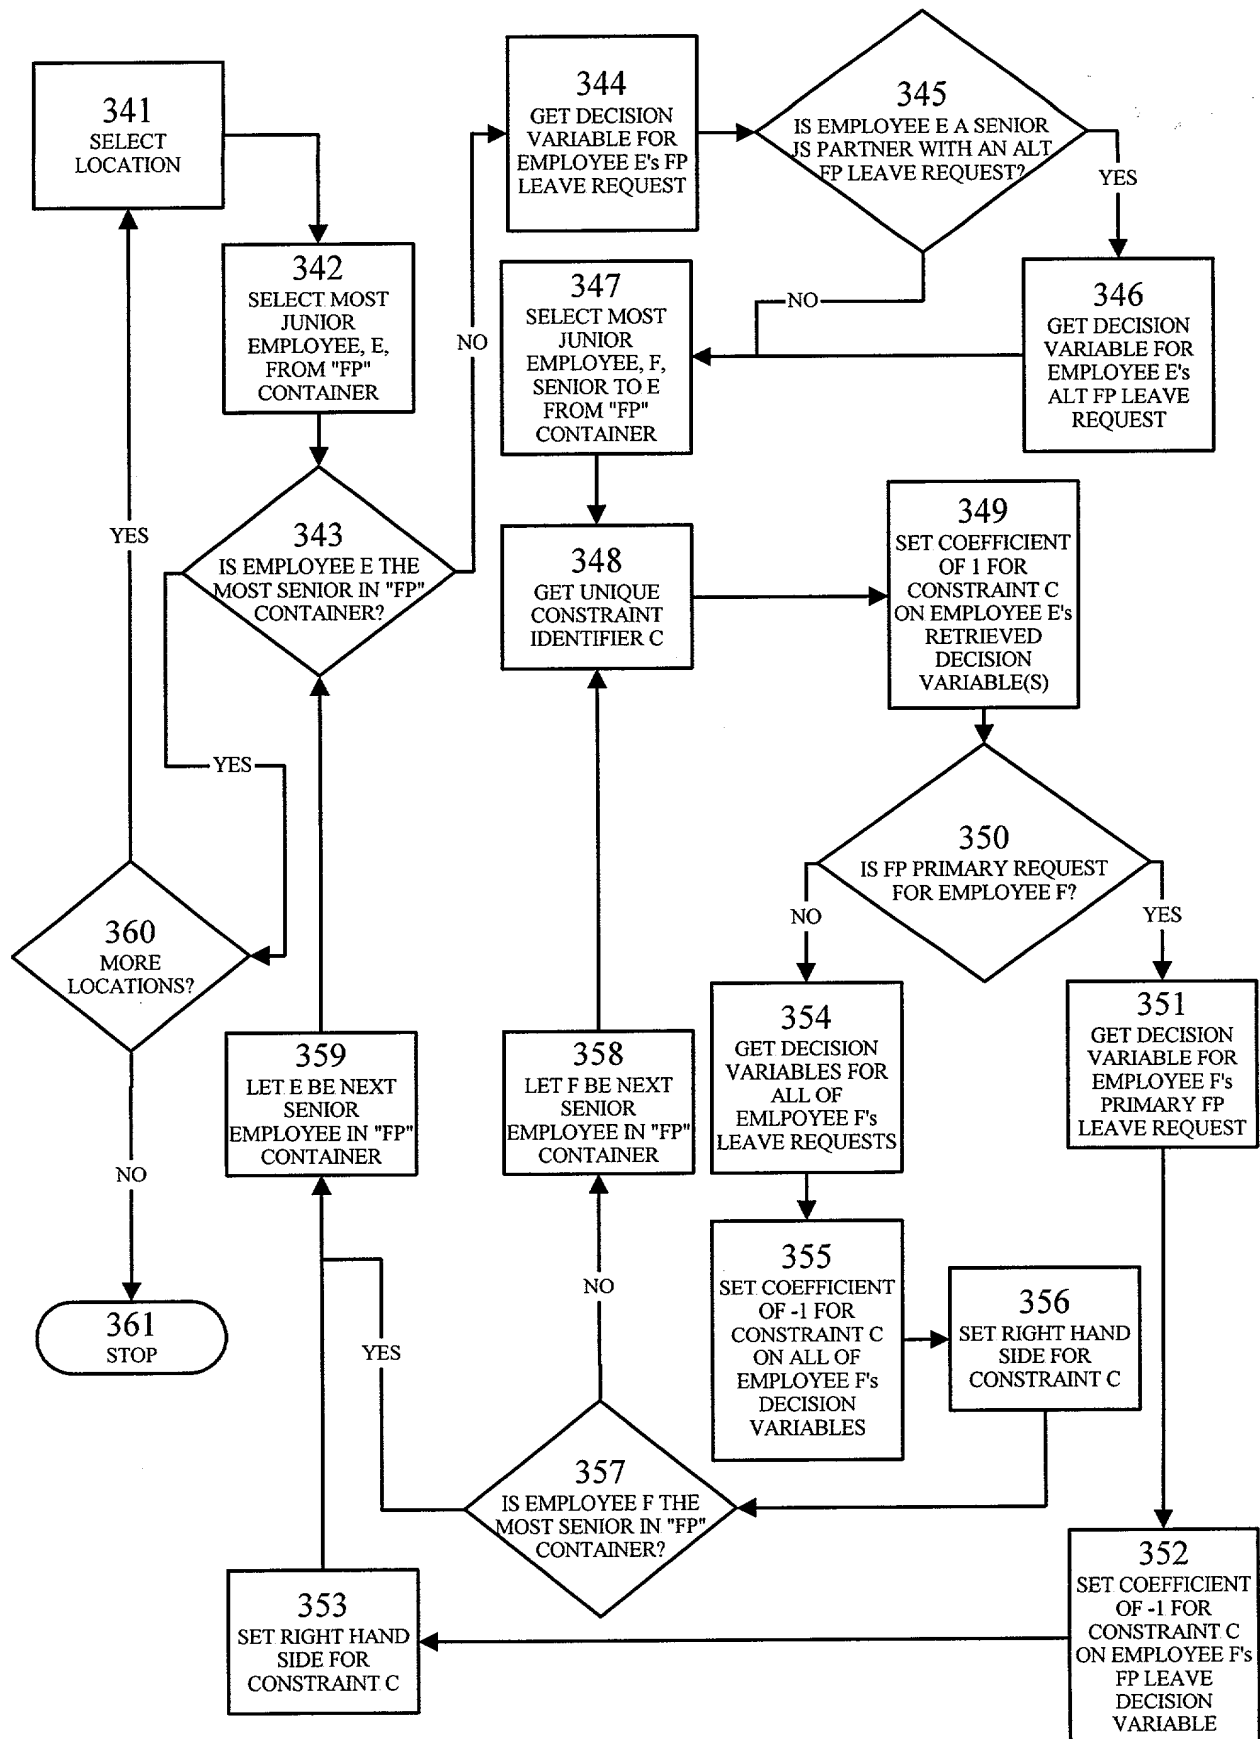 341
SELECT
LOCATION
342
SELECT MOST
JUNIOR
EMPLOYEE, E,
FROM "FP"
CONTAINER
343
IS EMPLOYEE E THE
MOST SENIOR IN "FP"
CONTAINER?
NO
YES
YES
344
GET DECISION
VARIABLE FOR
EMPLOYEE E's FP
LEAVE REQUEST
345
IS EMPLOYEE E A SENIOR
JS PARTNER WITH AN ALT
FP LEAVE REQUEST?
YES
NO
346
GET DECISION
VARIABLE FOR
EMPLOYEE E's
ALT FP LEAVE
REQUEST
347
SELECT MOST
JUNIOR
EMPLOYEE, F,
SENIOR TO E
FROM "FP"
CONTAINER
348
GET UNIQUE
CONSTRAINT
IDENTIFIER C
349
SET COEFFICIENT
OF 1 FOR
CONSTRAINT C
ON EMPLOYEE E's
RETRIEVED
DECISION
VARIABLE(S)
350
IS FP PRIMARY REQUEST
FOR EMPLOYEE F?
NO
YES
351
GET DECISION
VARIABLE FOR
EMPLOYEE F's
PRIMARY FP
LEAVE REQUEST
354
GET DECISION
VARIABLES FOR
ALL OF
EMLPOYEE F's
LEAVE REQUESTS
355
SET COEFFICIENT
OF -1 FOR
CONSTRAINT C
ON ALL OF
EMPLOYEE F's
DECISION
VARIABLES
356
SET RIGHT HAND
SIDE FOR
CONSTRAINT C
357
IS EMPLOYEE F THE
MOST SENIOR IN "FP"
CONTAINER?
NO
YES
358
LET F BE NEXT
SENIOR
EMPLOYEE IN "FP"
CONTAINER
359
LET E BE NEXT
SENIOR
EMPLOYEE IN "FP"
CONTAINER
360
MORE
LOCATIONS?
NO
361
STOP
352
SET COEFFICIENT
OF -1 FOR
CONSTRAINT C
ON EMPLOYEE F's
FP LEAVE
DECISION
VARIABLE
353
SET RIGHT HAND
SIDE FOR
CONSTRAINT C